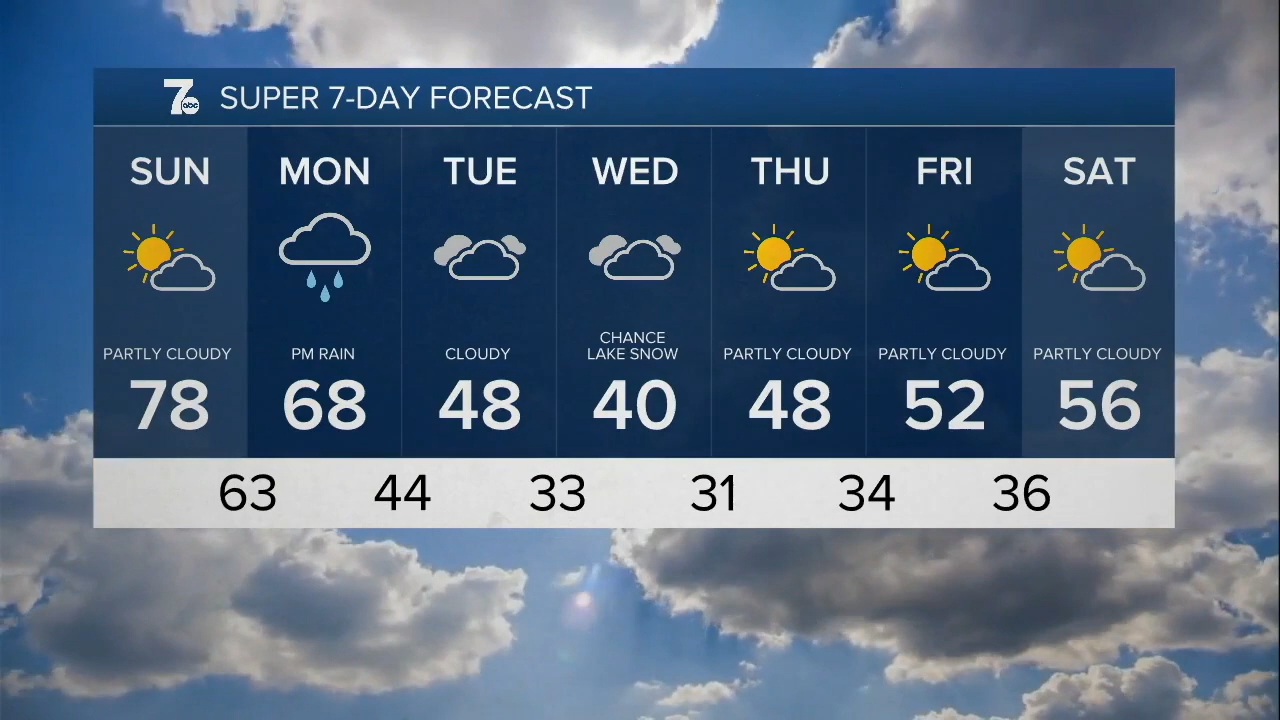 7 abc SUPER 7-DAY FORECAST
SUN MON TUE WED THU FRI SAT
PARTLY CLOUDY PM RAIN CLOUDY CHANCE LAKE SNOW PARTLY CLOUDY PARTLY CLOUDY PARTLY CLOUDY
78 68 48 40 48 52 56
63 44 33 31 34 36